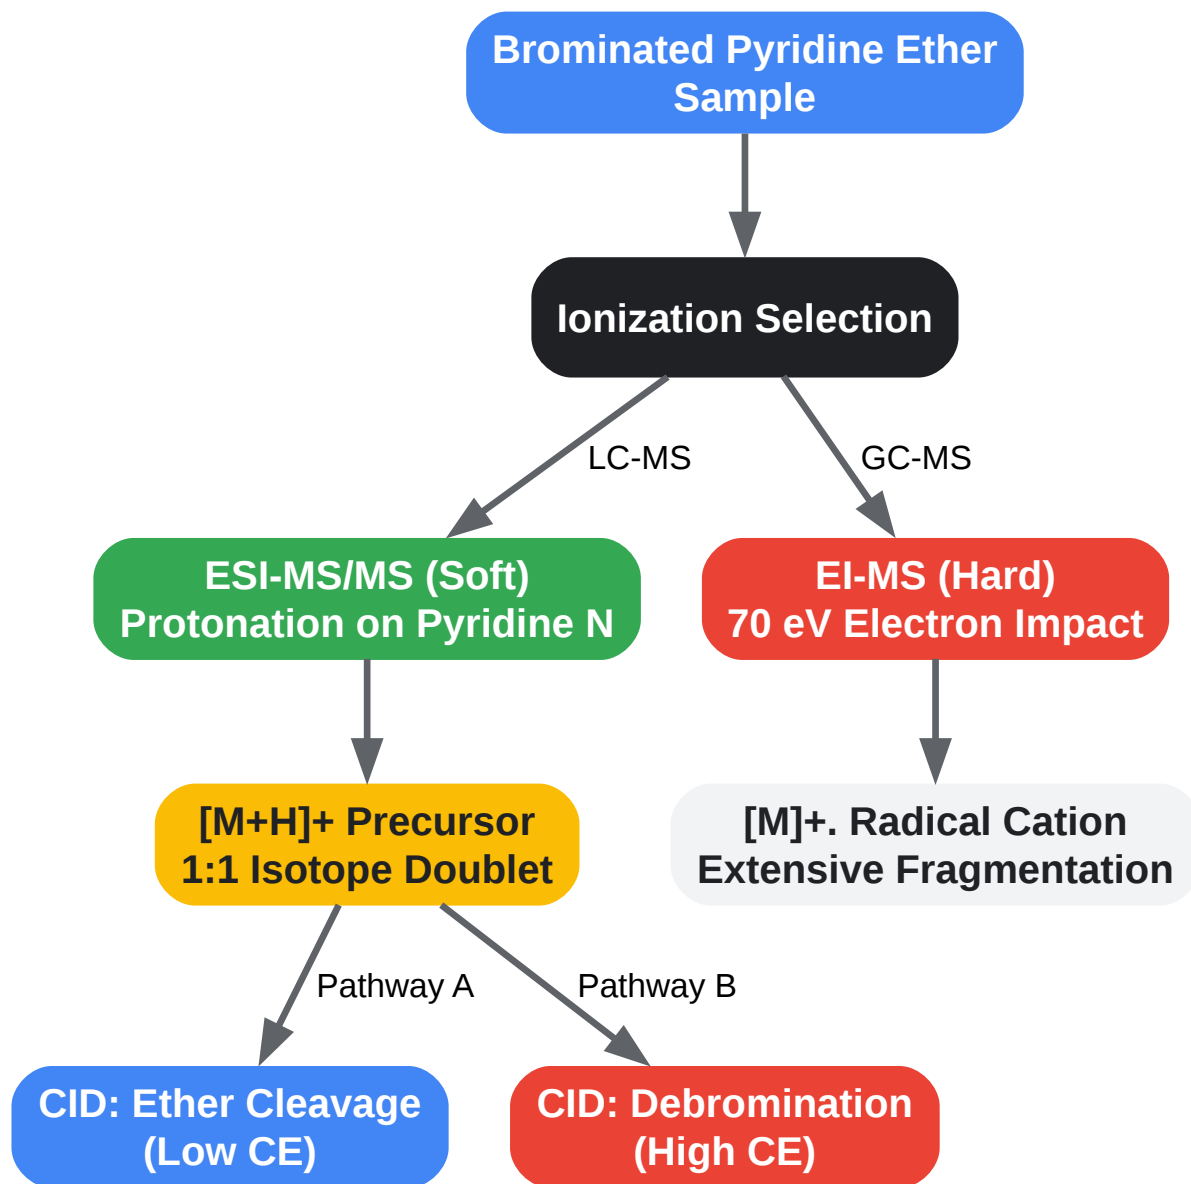 Brominated Pyridine Ether
Sample
Ionization Selection
LC-MS
GC-MS
ESI-MS/MS (Soft)
Protonation on Pyridine N
EI-MS (Hard)
70 eV Electron Impact
[M+H]+ Precursor
1:1 Isotope Doublet
[M]+. Radical Cation
Extensive Fragmentation
Pathway A
Pathway B
CID: Ether Cleavage
(Low CE)
CID: Debromination
(High CE)